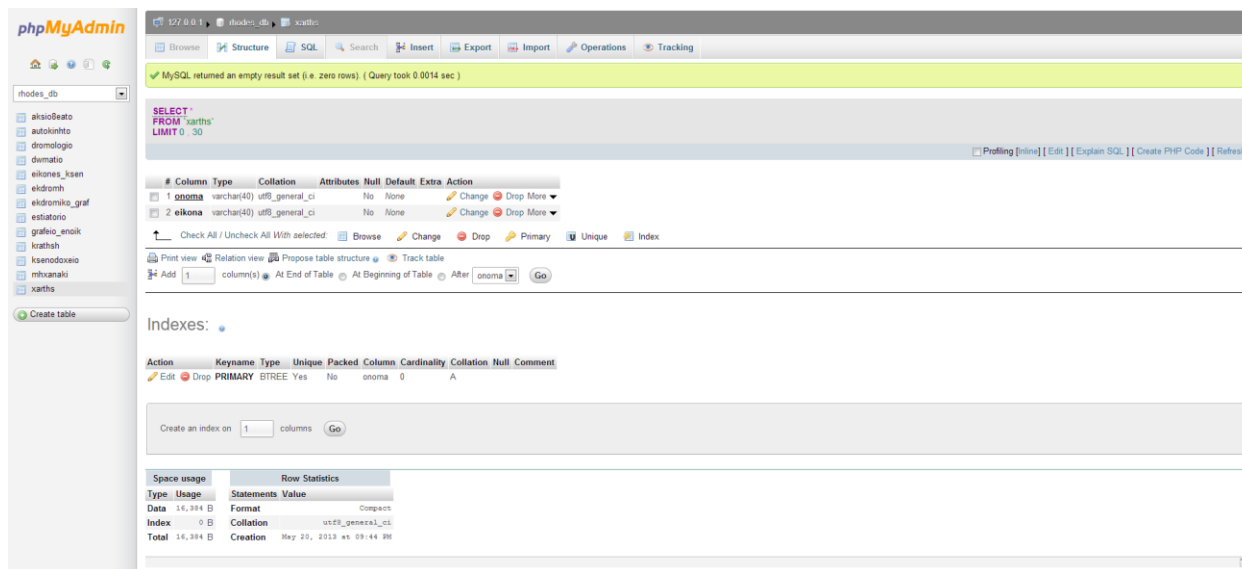 phpMyAdmin
127.0.0.1 ▸ rhodes_db ▸ xarths
Browse Structure SQL Search Insert Export Import Operations Tracking
MySQL returned an empty result set (i.e. zero rows). ( Query took 0.0014 sec )
rhodes_db
aksio8eato
autokinhto
dromologio
dwmatio
eikones_ksen
ekdromh
ekdromiko_graf
estiatorio
grafeio_enoik
krathsh
ksenodoxeio
mhxanaki
xarths
Create table
SELECT *
FROM `xarths`
LIMIT 0 , 30
Profiling [Inline] [ Edit ] [ Explain SQL ] [ Create PHP Code ] [ Refresh
# Column Type Collation Attributes Null Default Extra Action
1 onoma varchar(40) utf8_general_ci No None Change Drop More
2 eikona varchar(40) utf8_general_ci No None Change Drop More
Check All / Uncheck All With selected: Browse Change Drop Primary Unique Index
Print view Relation view Propose table structure Track table
Add 1 column(s) At End of Table At Beginning of Table After onoma Go
Indexes:
Action Keyname Type Unique Packed Column Cardinality Collation Null Comment
Edit Drop PRIMARY BTREE Yes No onoma 0 A
Create an index on 1 columns Go
Space usage
Type Usage
Data 16,384 B
Index 0 B
Total 16,384 B
Row Statistics
Statements Value
Format Compact
Collation utf8_general_ci
Creation May 20, 2013 at 09:44 PM